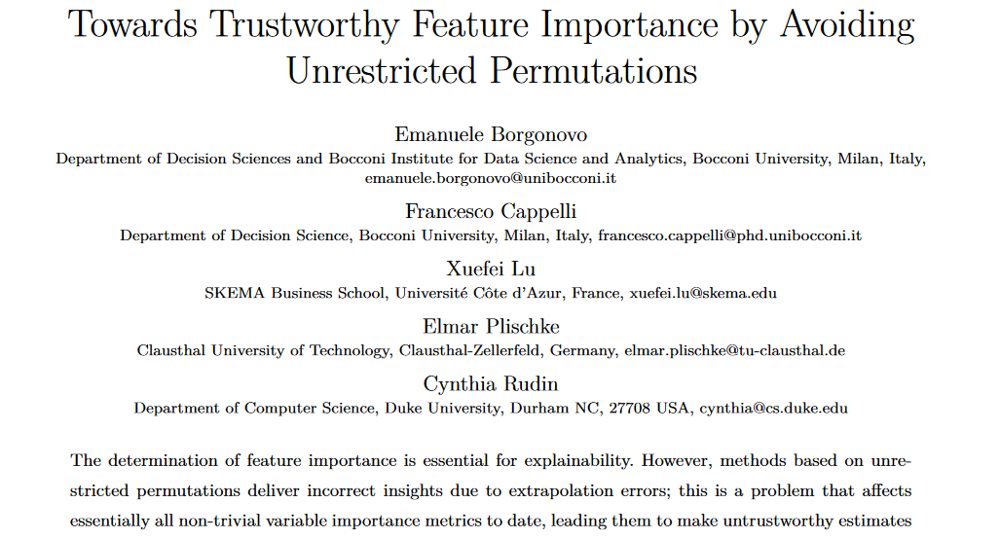 Towards Trustworthy Feature Importance by Avoiding
Unrestricted Permutations
Emanuele Borgonovo
Department of Decision Sciences and Bocconi Institute for Data Science and Analytics, Bocconi University, Milan, Italy,
emanuele.borgonovo@unibocconi.it
Francesco Cappelli
Department of Decision Science, Bocconi University, Milan, Italy, francesco.cappelli@phd.unibocconi.it
Xuefei Lu
SKEMA Business School, Université Côte d'Azur, France, xuefei.lu@skema.edu
Elmar Plischke
Clausthal University of Technology, Clausthal-Zellerfeld, Germany, elmar.plischke@tu-clausthal.de
Cynthia Rudin
Department of Computer Science, Duke University, Durham NC, 27708 USA, cynthia@cs.duke.edu
The determination of feature importance is essential for explainability. However, methods based on unre-
stricted permutations deliver incorrect insights due to extrapolation errors; this is a problem that affects
essentially all non-trivial variable importance metrics to date, leading them to make untrustworthy estimates